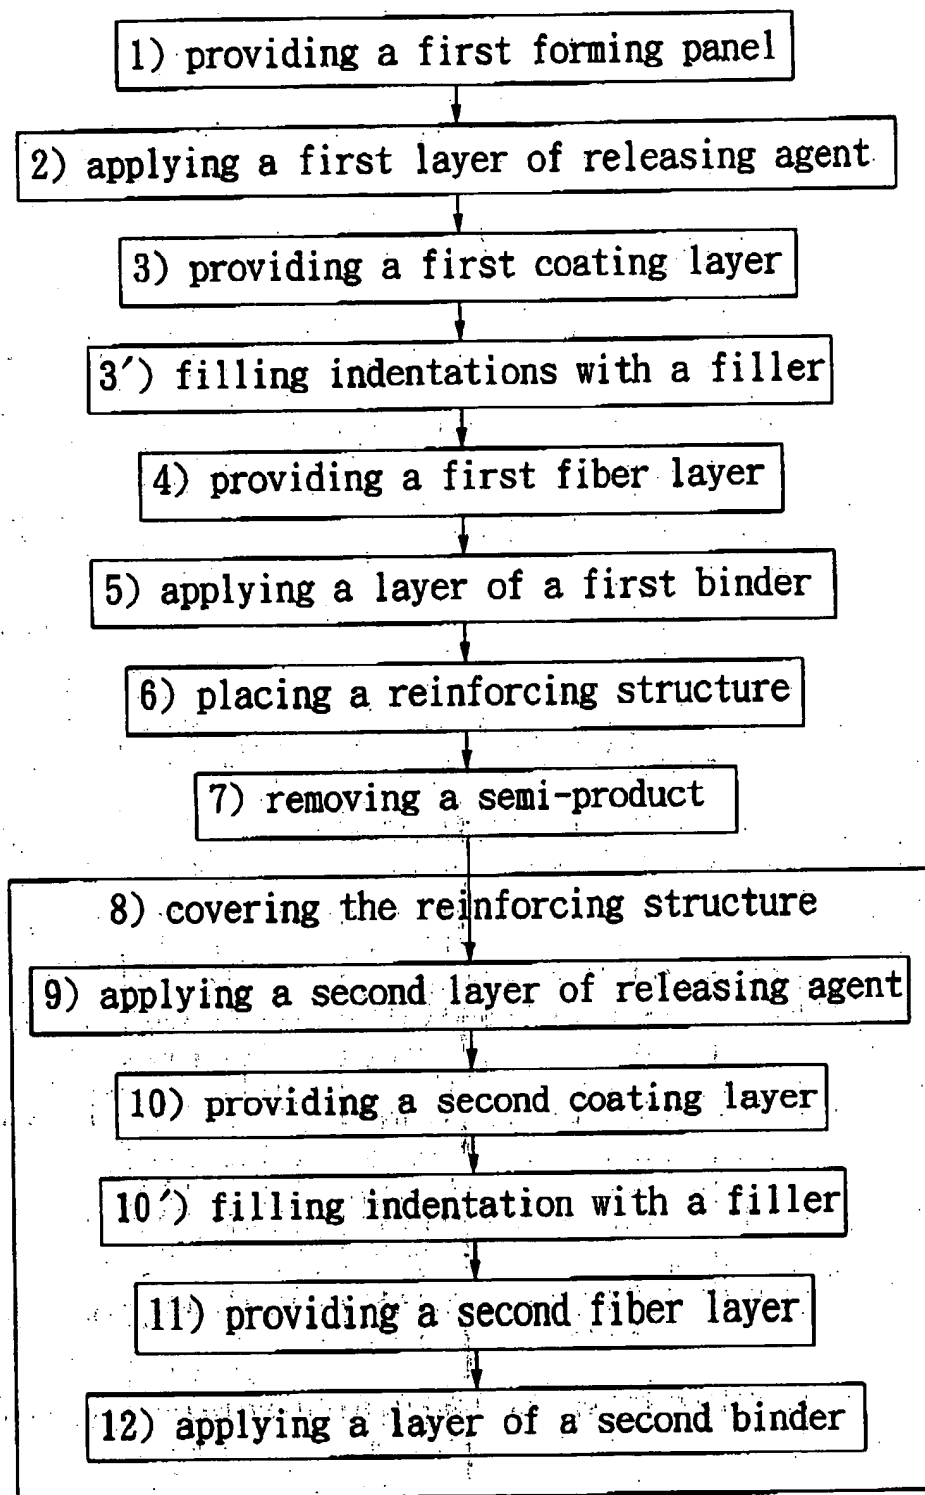 1) providing a first forming panel
2) applying a first layer of releasing agent
3) providing a first coating layer
3′) filling indentations with a filler
4) providing a first fiber layer
5) applying a layer of a first binder
6) placing a reinforcing structure
7) removing a semi-product
8) covering the reinforcing structure
9) applying a second layer of releasing agent
10) providing a second coating layer
10′) filling indentation with a filler
11) providing a second fiber layer
12) applying a layer of a second binder